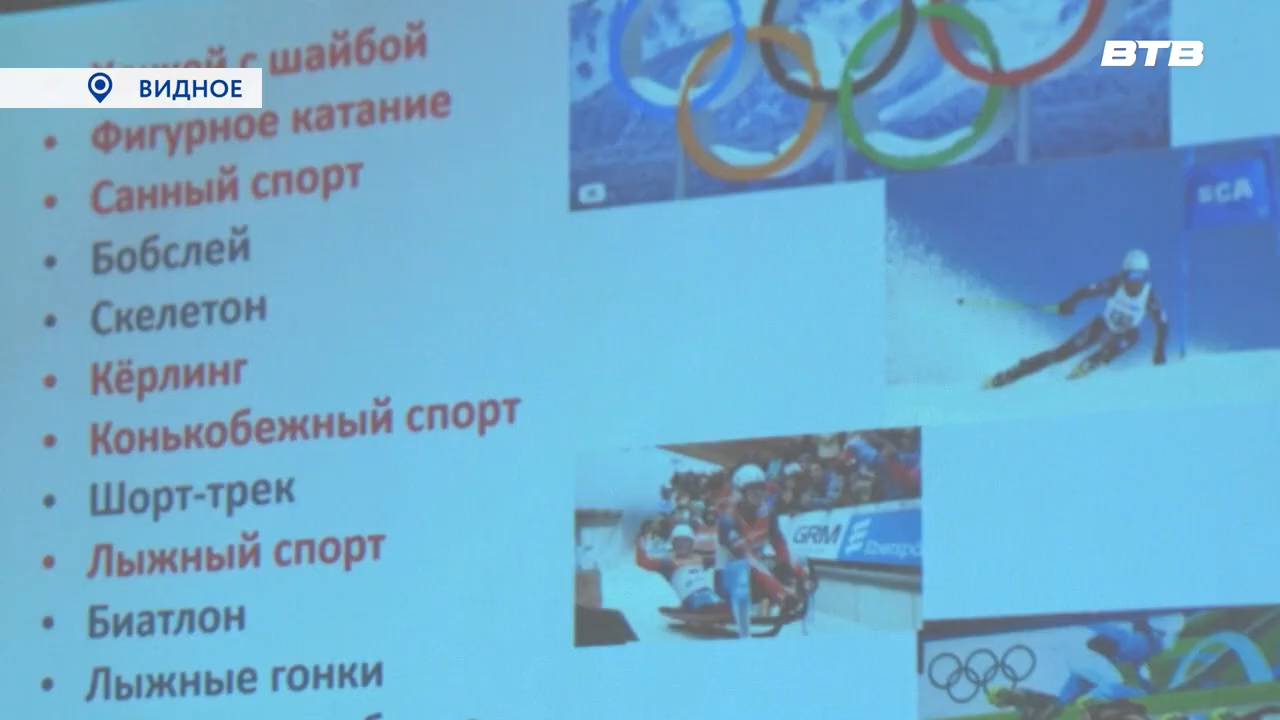 с шайбой
ВИДНОЕ
ВТВ
Фигурное катание
Санный спорт
Бобслей
Скелетон
Кёрлинг
Конькобежный спорт
Шорт-трек
Лыжный спорт
Биатлон
Лыжные гонки
GRM